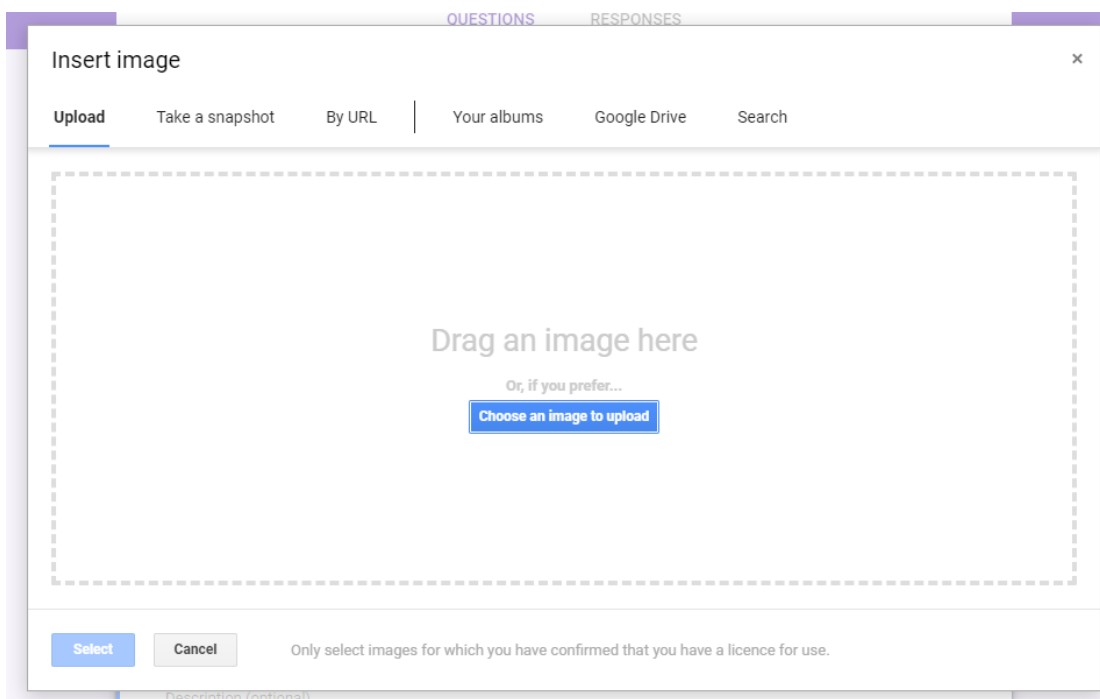 QUESTIONS RESPONSES
Insert image ×
Upload Take a snapshot By URL Your albums Google Drive Search
Drag an image here
Or, if you prefer...
Choose an image to upload
Select Cancel Only select images for which you have confirmed that you have a licence for use.
Description (optional)